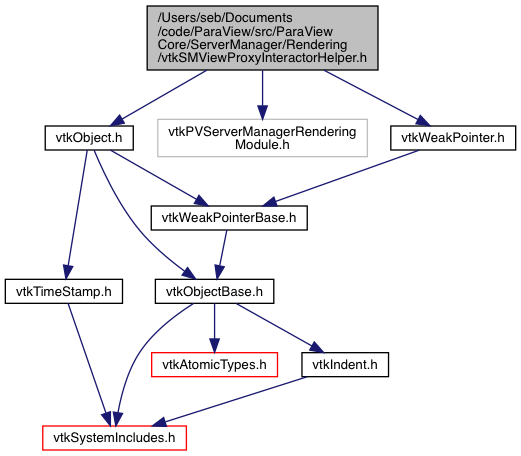 /Users/seb/Documents
/code/ParaView/src/ParaView
Core/ServerManager/Rendering
/vtkSMViewProxyInteractorHelper.h
vtkObject.h
vtkPVServerManagerRendering
Module.h
vtkWeakPointer.h
vtkWeakPointerBase.h
vtkTimeStamp.h
vtkObjectBase.h
vtkAtomicTypes.h
vtkIndent.h
vtkSystemIncludes.h